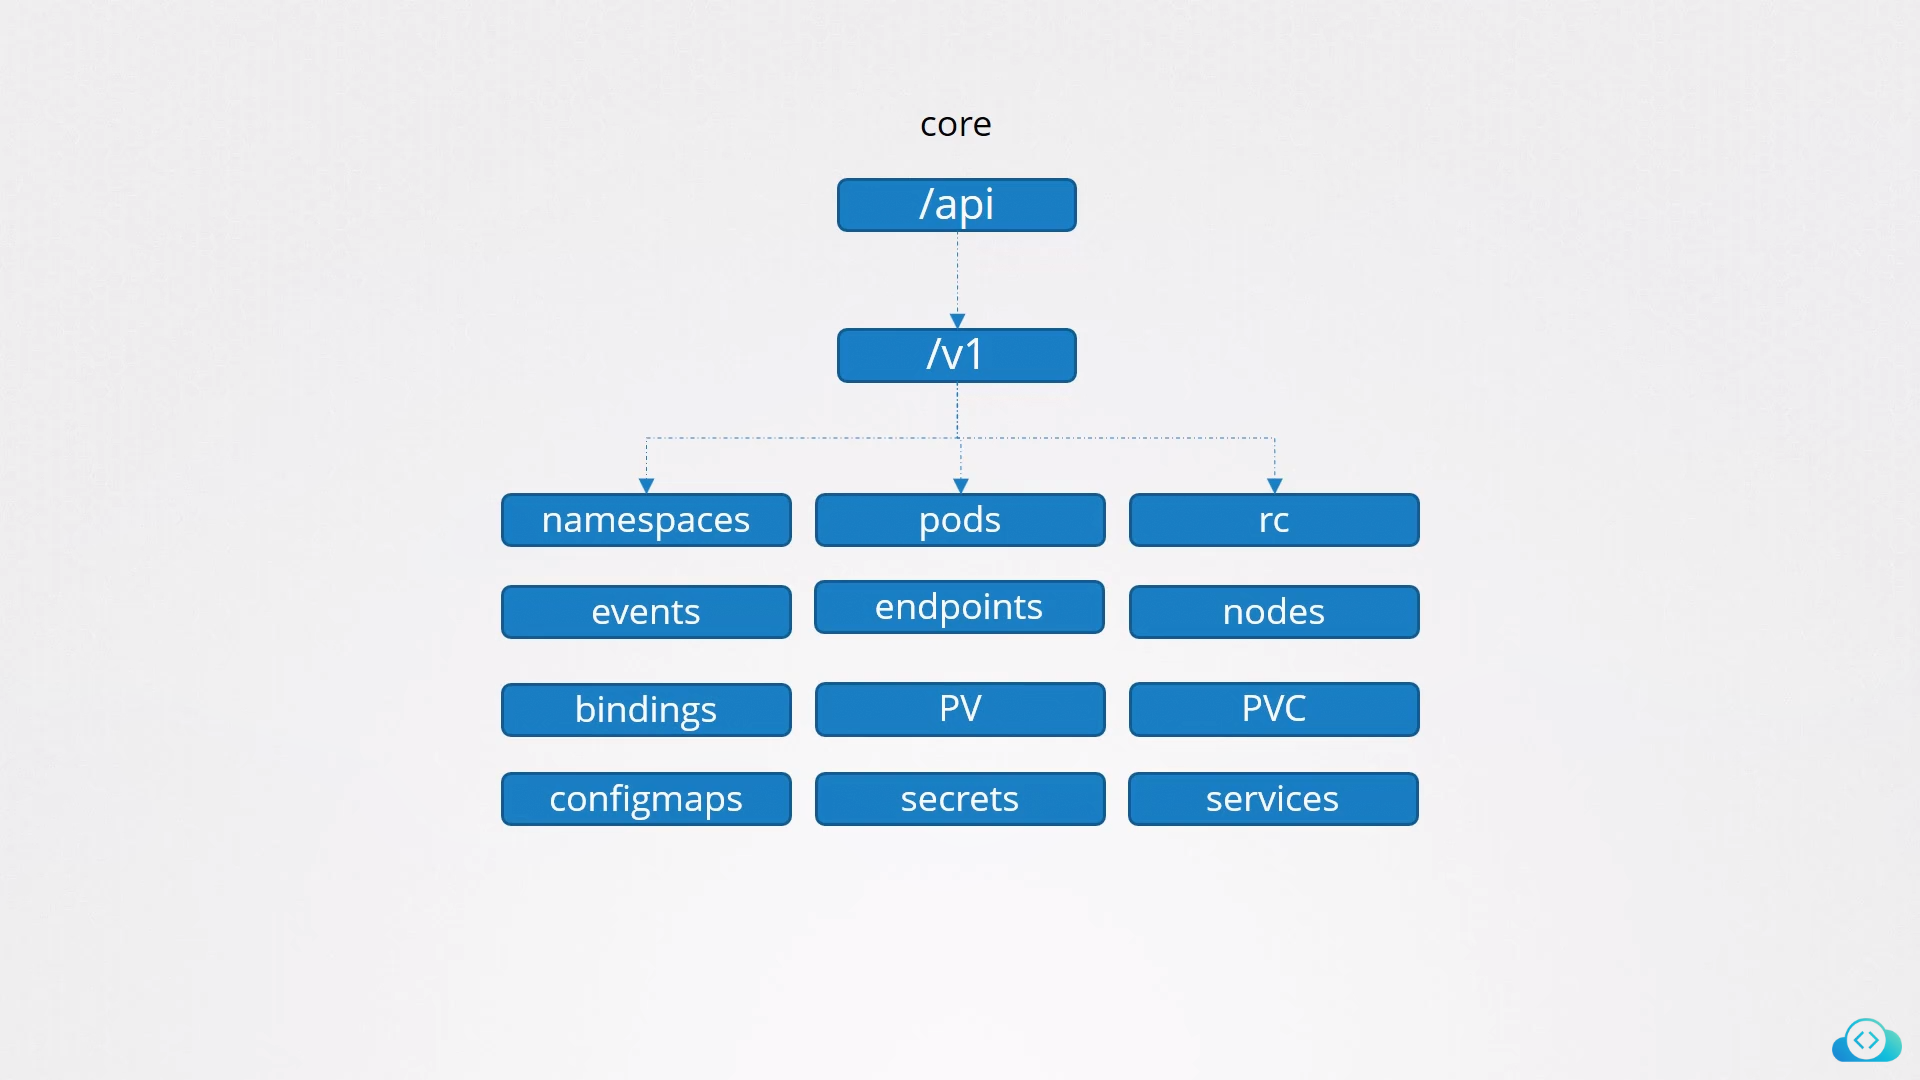 core
/api
/v1
namespaces
pods
rc
events
endpoints
nodes
bindings
PV
PVC
configmaps
secrets
services